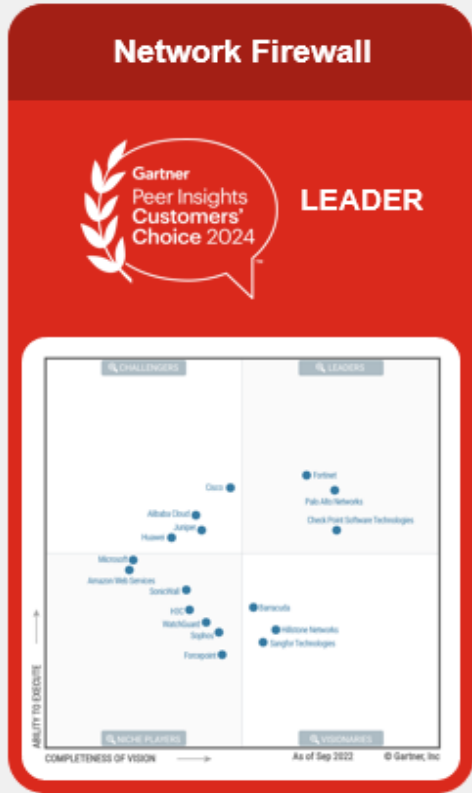 Network Firewall
Gartner
Peer Insights
Customers'
Choice 2024
™
LEADER
CHALLENGERS
LEADERS
Fortinet
Cisco
Palo Alto Networks
Alibaba Cloud
Juniper
Check Point Software Technologies
Huawei
Microsoft
Amazon Web Services
SonicWall
H3C
Barracuda
WatchGuard
Hillstone Networks
Sophos
Sangfor Technologies
Forcepoint
ABILITY TO EXECUTE
NICHE PLAYERS
VISIONARIES
COMPLETENESS OF VISION
As of Sep 2022
© Gartner, Inc